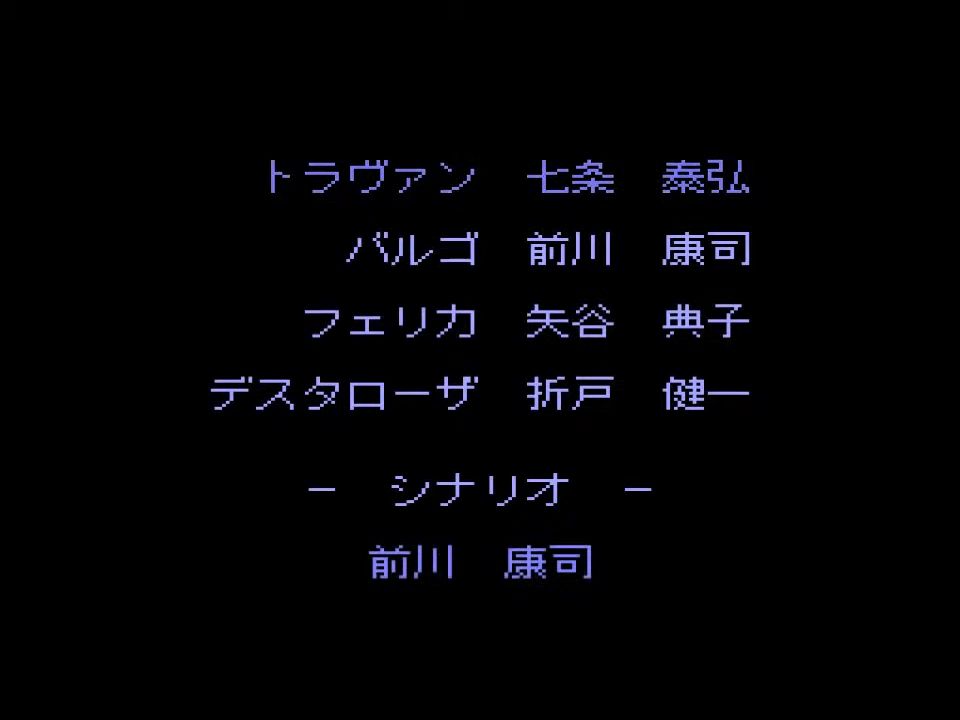 トラヴァン 七条 泰弘
バルゴ 前川 康司
フェリカ 矢谷 典子
デスタローザ 折戸 健一
- シナリオ -
前川 康司